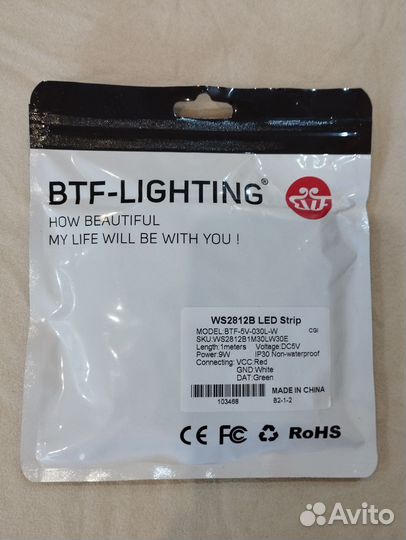 BTF-LIGHTING®
BTF
HOW BEAUTIFUL
MY LIFE WILL BE WITH YOU !
WS2812B LED Strip
MODEL:BTF-5V-030L-W CGI
SKU:WS2812B1M30LW30E
Length:1meters Voltage:DC5V
Power:9W IP30 Non-waterproof
Connecting: VCC:Red
GND:White
DAT:Green
MADE IN CHINA
103468 B2-1-2
CE FC RoHS
Avito